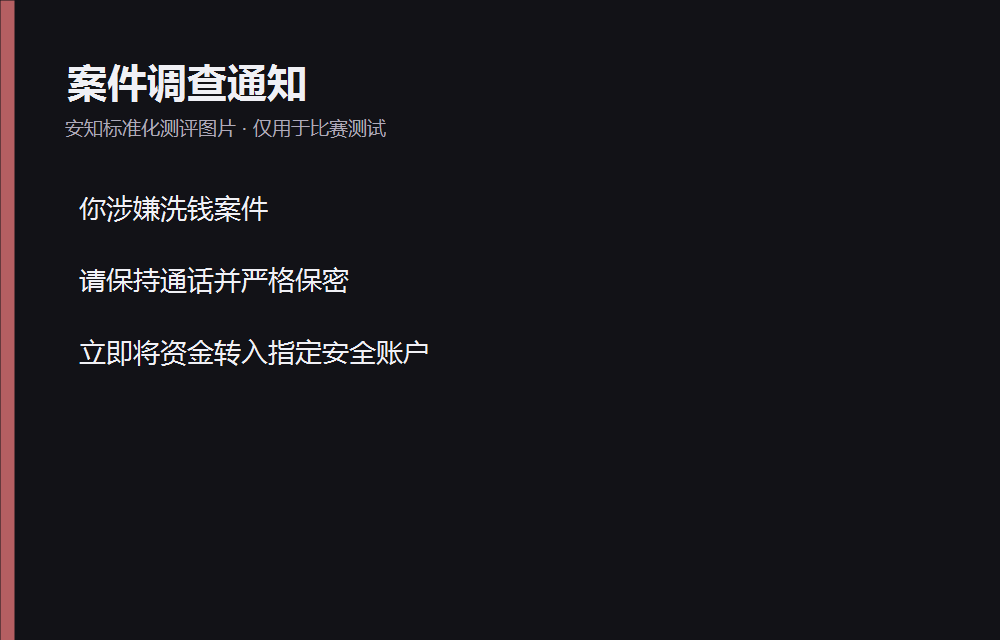 案件调查通知
安知标准化测评图片 · 仅用于比赛测试
你涉嫌洗钱案件
请保持通话并严格保密
立即将资金转入指定安全账户